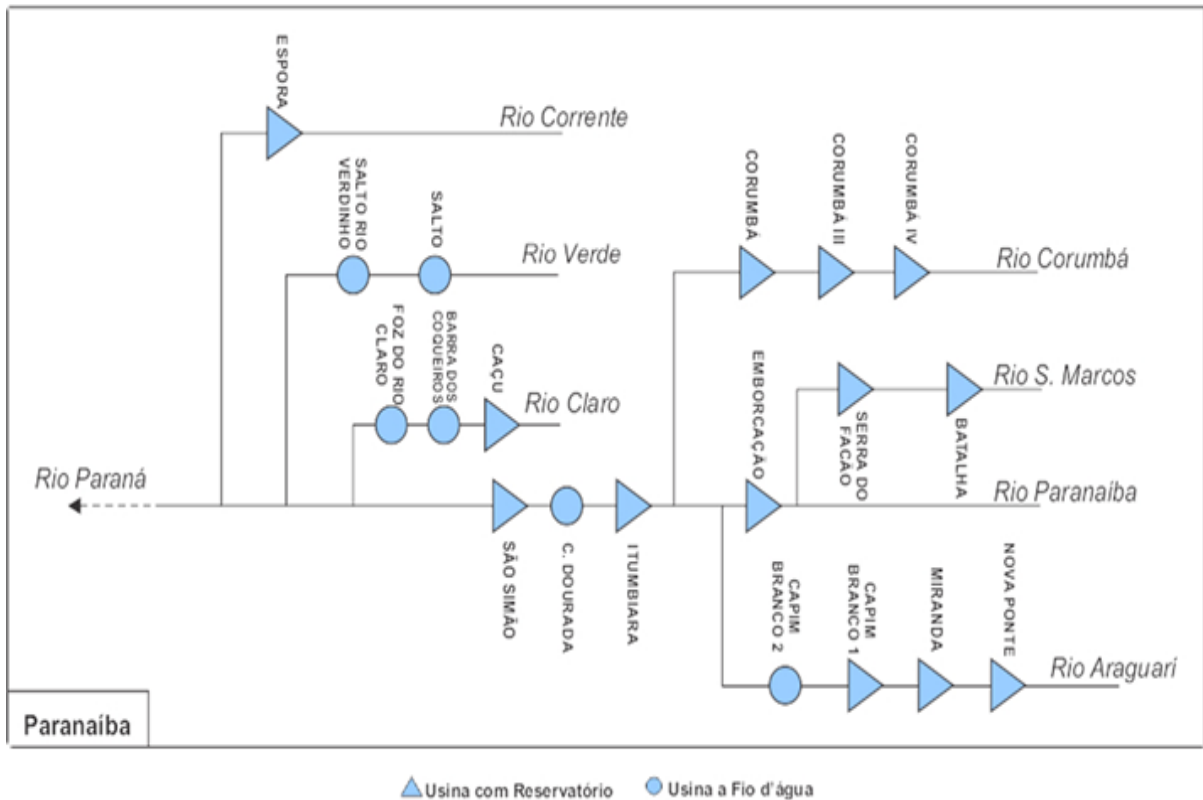 ESPORA
Rio Corrente
SALTO RIO
VERDINHO
SALTO
Rio Verde
CORUMBÁ
CORUMBÁ III
CORUMBÁ IV
Rio Corumbá
FOZ DO RIO
CLARO
BARRA DOS
COQUEIROS
CAÇU
Rio Claro
EMBORCAÇÃO
SERRA DO
FACÃO
BATALHA
Rio S. Marcos
Rio Paraná
Rio Paranaíba
SÃO SIMÃO
C. DOURADA
ITUMBIARA
CAPIM
BRANCO 2
CAPIM
BRANCO 1
MIRANDA
NOVA PONTE
Rio Araguari
Paranaíba
Usina com Reservatório
Usina a Fio d'água